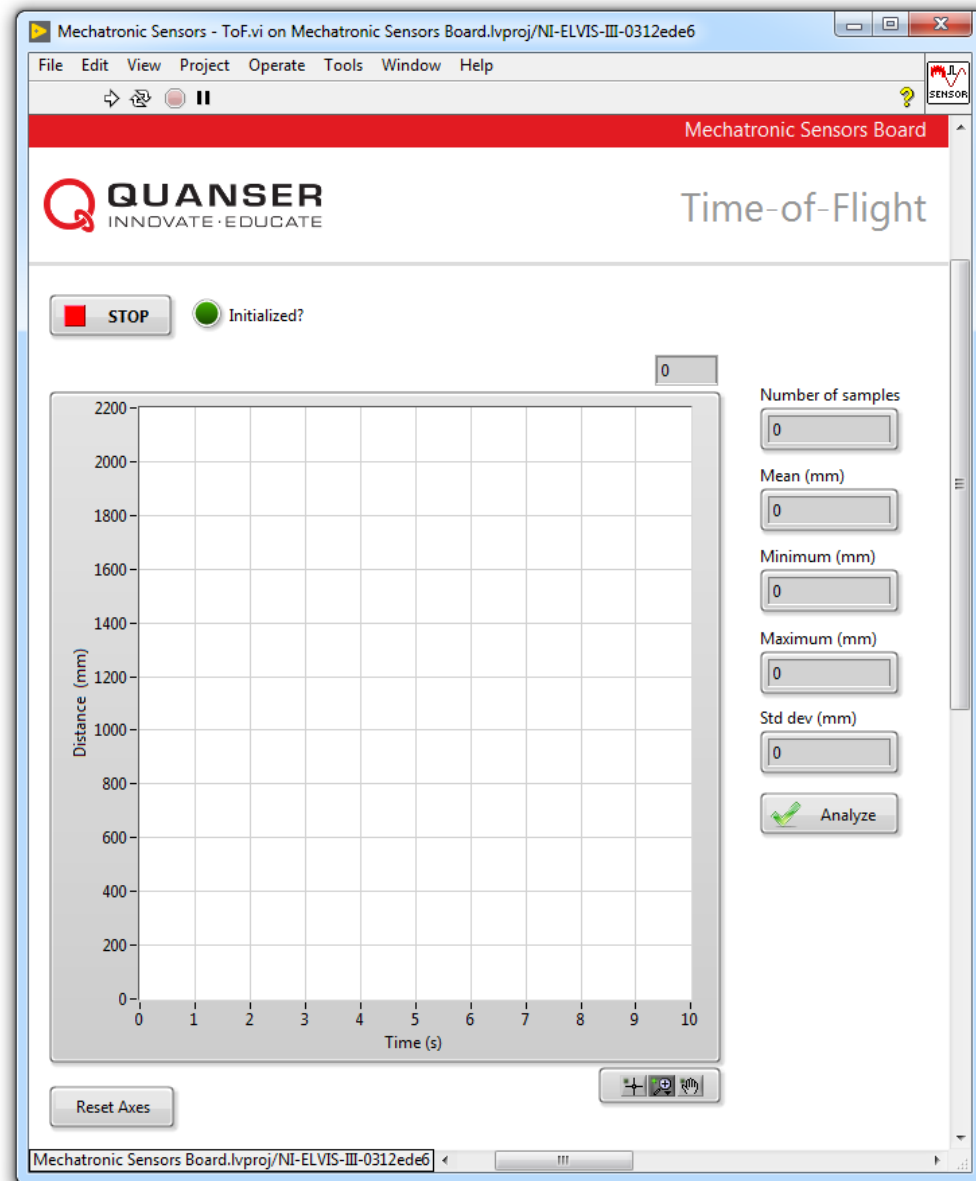 Mechatronic Sensors - ToF.vi on Mechatronic Sensors Board.lvproj/NI-ELVIS-III-0312ede6
File Edit View Project Operate Tools Window Help
SENSOR
Mechatronic Sensors Board
QUANSER
INNOVATE·EDUCATE
Time-of-Flight
STOP
Initialized?
0
Number of samples
0
Mean (mm)
0
Minimum (mm)
0
Maximum (mm)
0
Std dev (mm)
0
Analyze
Distance (mm)
2200
2000
1800
1600
1400
1200
1000
800
600
400
200
0
0 1 2 3 4 5 6 7 8 9 10
Time (s)
Reset Axes
Mechatronic Sensors Board.lvproj/NI-ELVIS-III-0312ede6